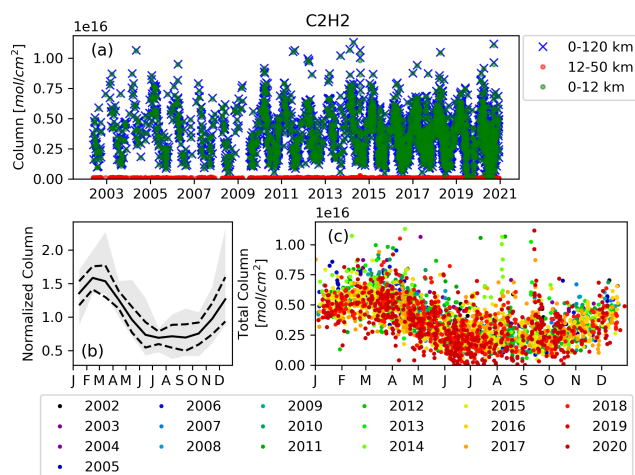 C2H2
1e16
(a)
Column [mol/cm²]
1.00
0.75
0.50
0.25
0.00
2003 2005 2007 2009 2011 2013 2015 2017 2019 2021
0-120 km
12-50 km
0-12 km
Normalized Column
2.0
1.5
1.0
0.5
(b)
J F M A M J J A S O N D
1e16
(c)
Total Column
[mol/cm²]
1.00
0.75
0.50
0.25
0.00
J F M A M J J A S O N D
2002 2006 2009 2012 2015 2018
2003 2007 2010 2013 2016 2019
2004 2008 2011 2014 2017 2020
2005